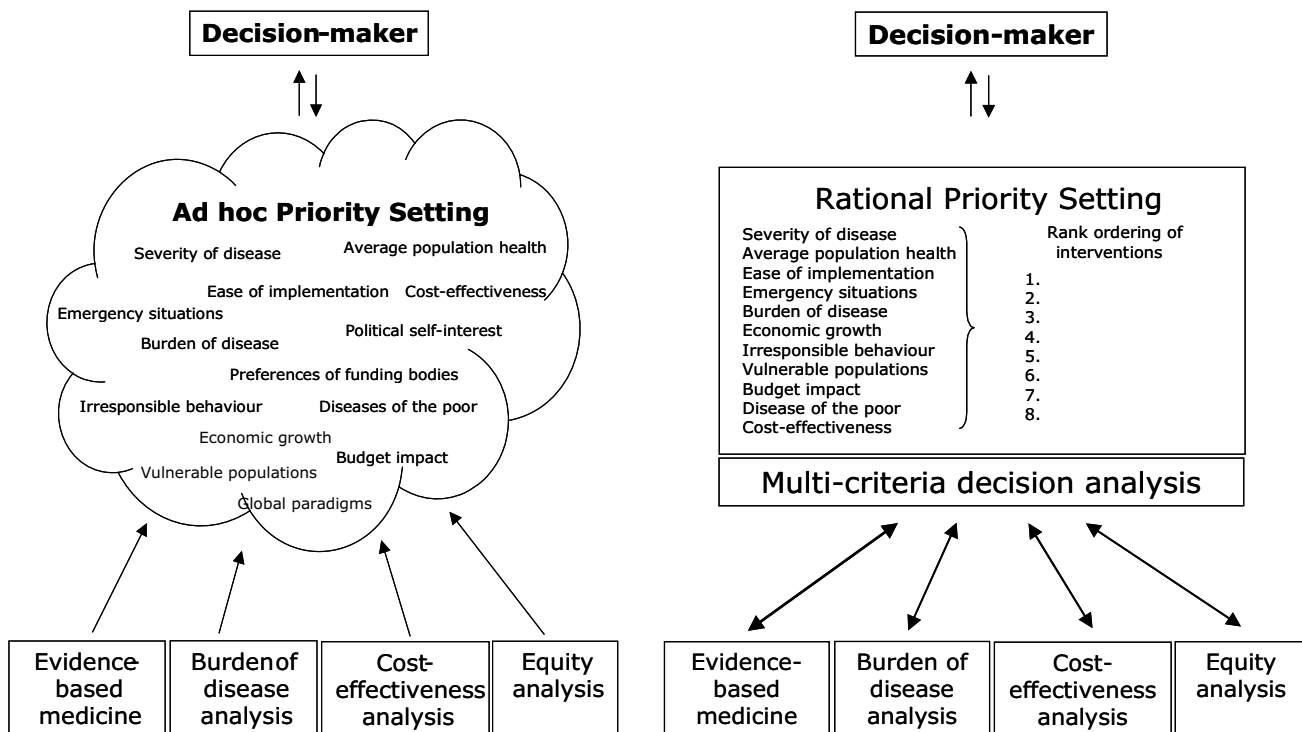 Decision-maker
Ad hoc Priority Setting
Severity of disease
Average population health
Ease of implementation
Cost-effectiveness
Emergency situations
Political self-interest
Burden of disease
Preferences of funding bodies
Irresponsible behaviour
Diseases of the poor
Economic growth
Budget impact
Vulnerable populations
Global paradigms
Evidence-
based
medicine
Burden of
disease
analysis
Cost-
effectiveness
analysis
Equity
analysis
Decision-maker
Rational Priority Setting
Severity of disease
Average population health
Ease of implementation
Emergency situations
Burden of disease
Economic growth
Irresponsible behaviour
Vulnerable populations
Budget impact
Disease of the poor
Cost-effectiveness
Rank ordering of
interventions
1.
2.
3.
4.
5.
6.
7.
8.
Multi-criteria decision analysis
Evidence-
based
medicine
Burden of
disease
analysis
Cost-
effectiveness
analysis
Equity
analysis